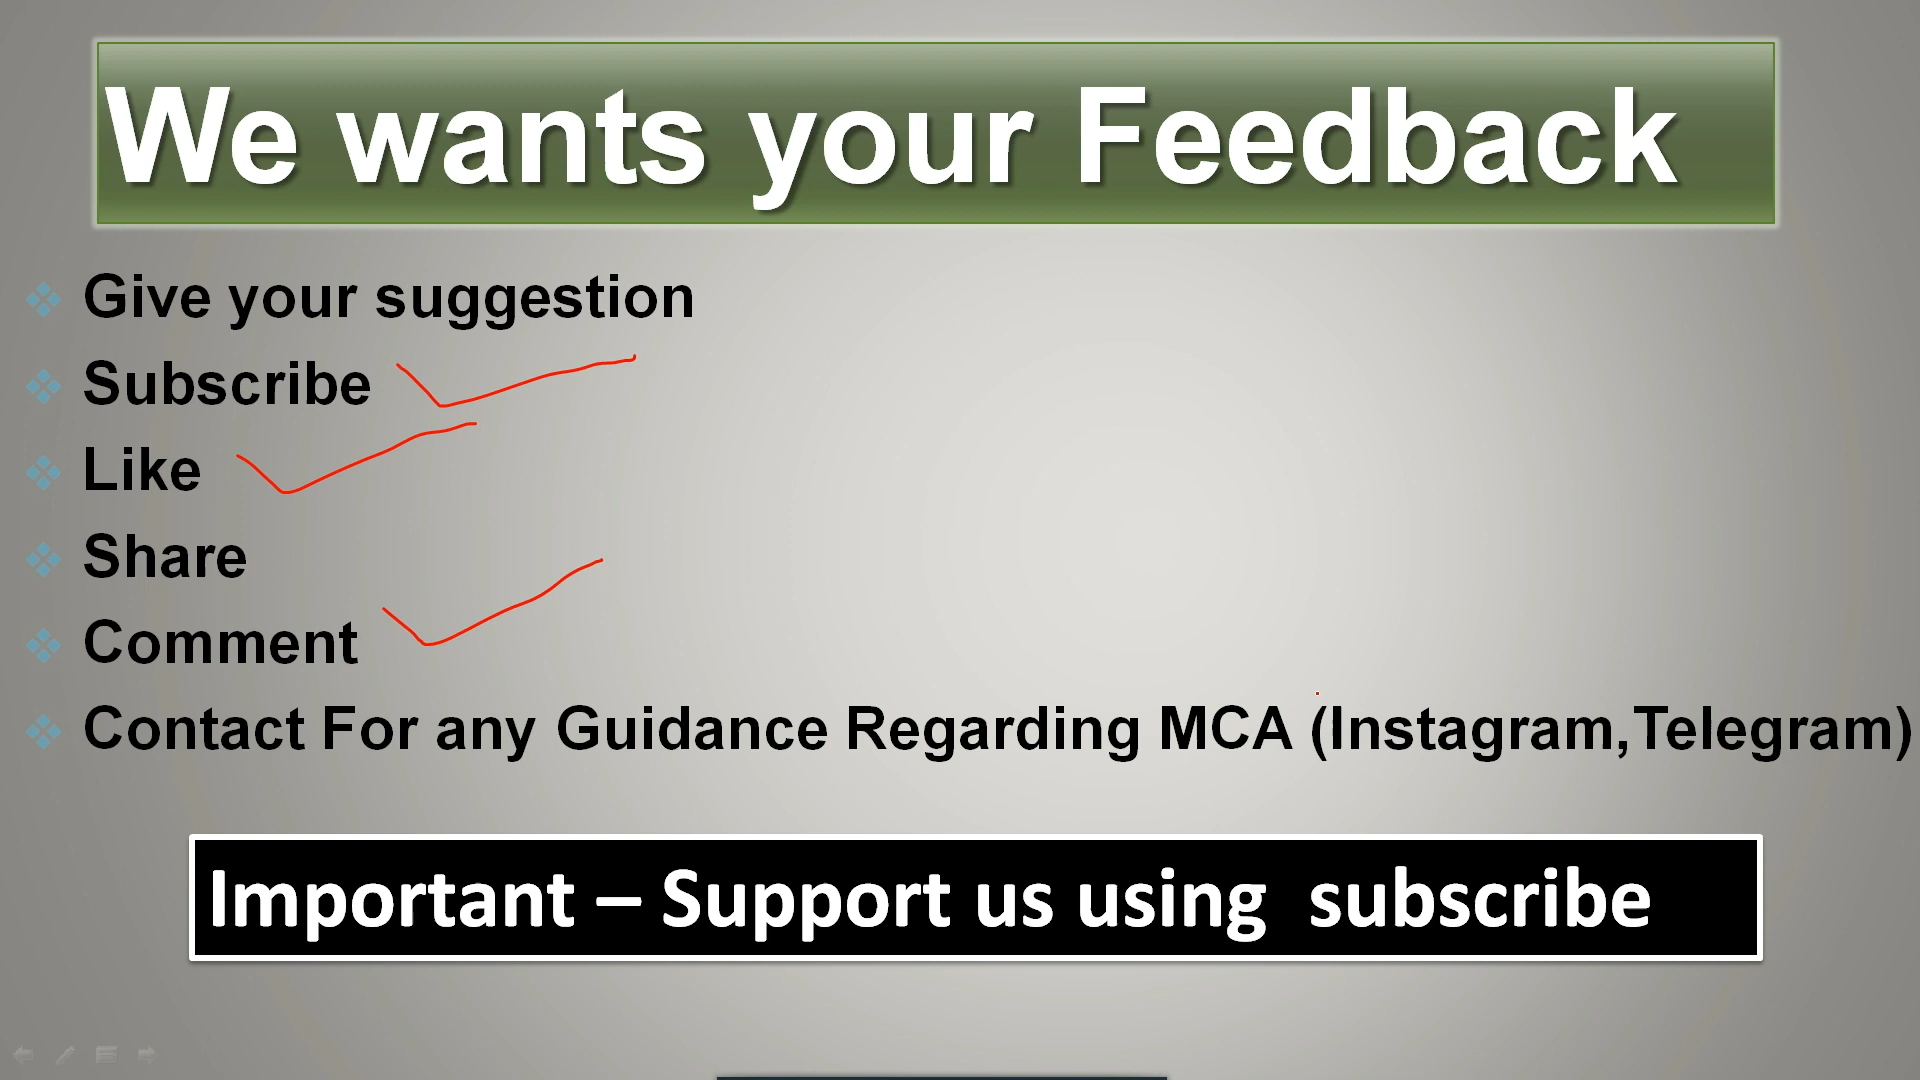 We wants your Feedback
Give your suggestion
Subscribe
Like
Share
Comment
Contact For any Guidance Regarding MCA (Instagram,Telegram)
Important – Support us using  subscribe